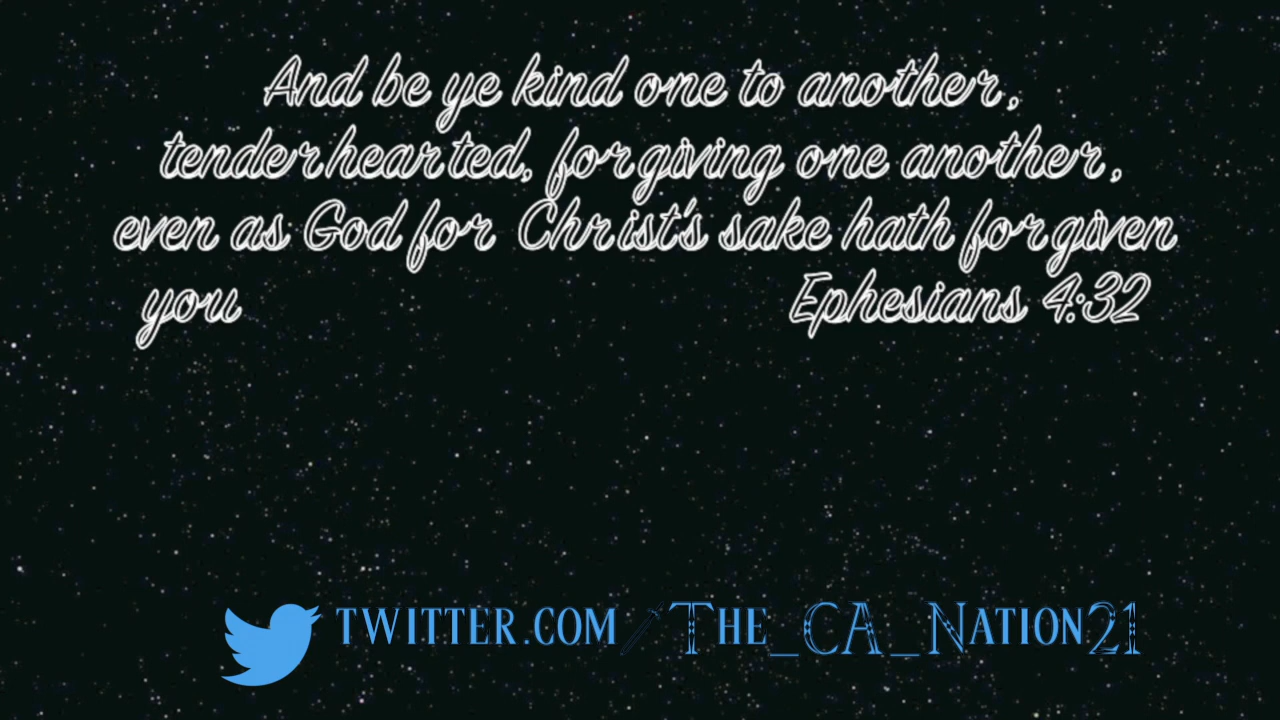 And be ye kind one to another,
tenderhearted, forgiving one another,
even as God for Christ's sake hath forgiven
you Ephesians 4:32
twitter.com/The_CA_Nation21